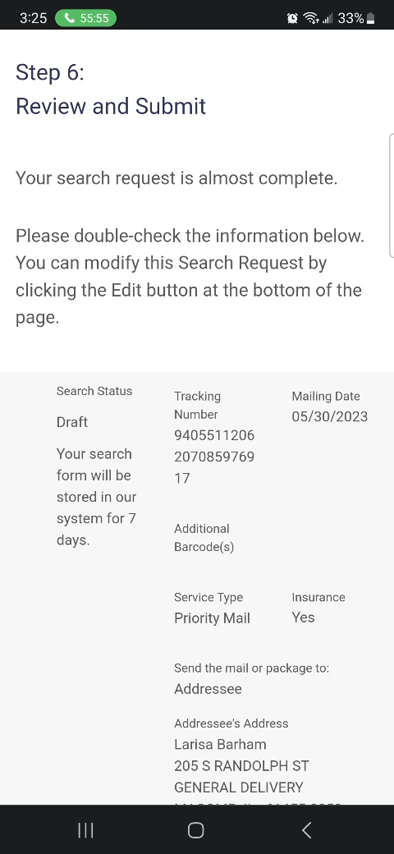 3:25 55:55 33%
Step 6:
Review and Submit
Your search request is almost complete.
Please double-check the information below.
You can modify this Search Request by
clicking the Edit button at the bottom of the
page.
Search Status
Draft
Your search
form will be
stored in our
system for 7
days.
Tracking
Number
9405511206
2070859769
17
Mailing Date
05/30/2023
Additional
Barcode(s)
Service Type
Priority Mail
Insurance
Yes
Send the mail or package to:
Addressee
Addressee's Address
Larisa Barham
205 S RANDOLPH ST
GENERAL DELIVERY